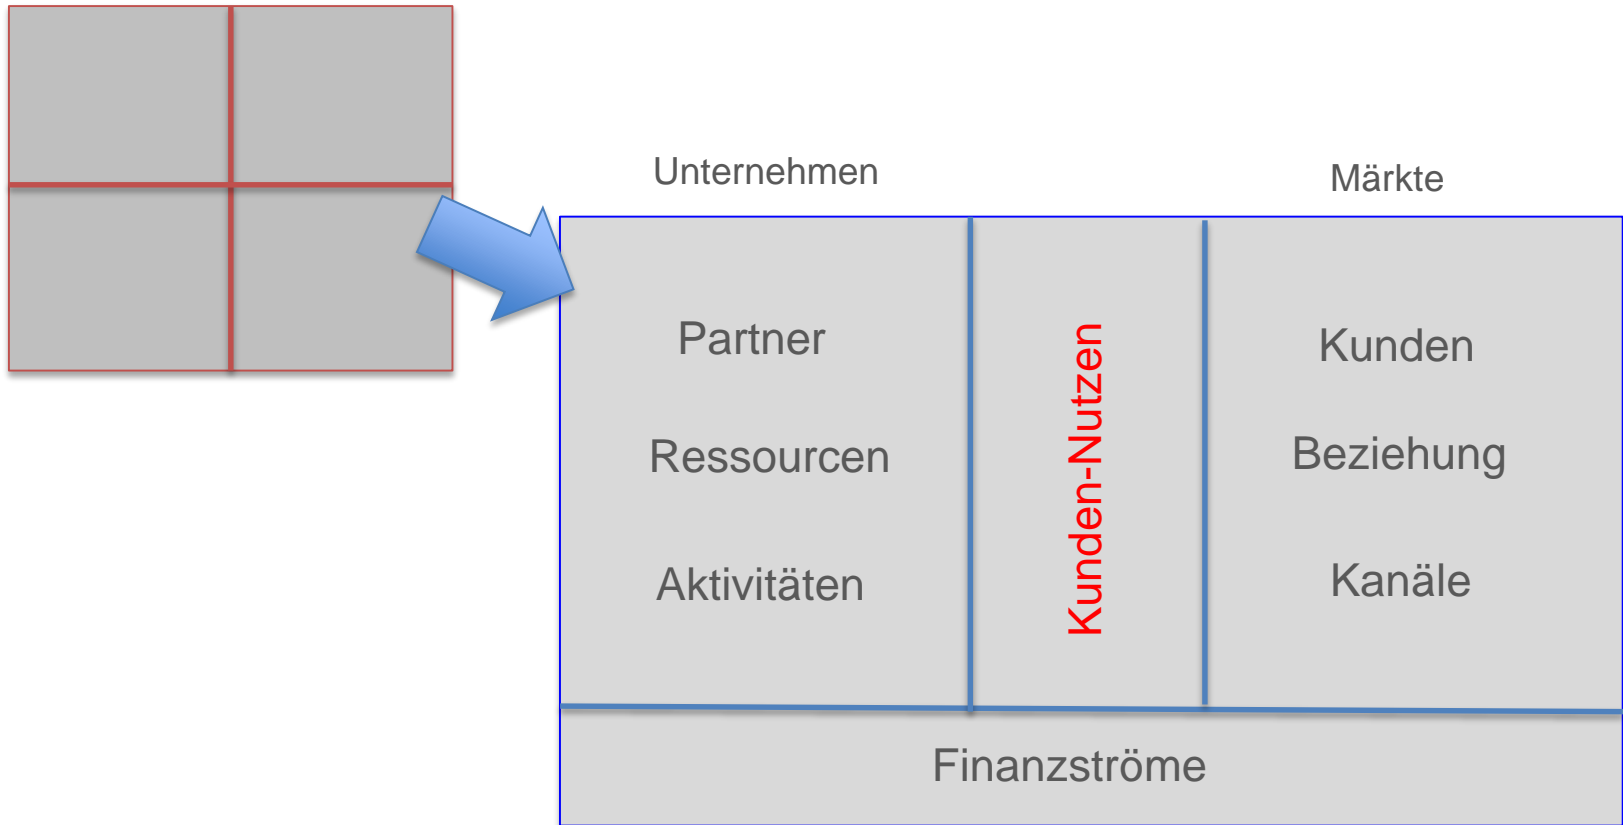 Unternehmen
Märkte
Partner
Ressourcen
Aktivitäten
Kunden-Nutzen
Kunden
Beziehung
Kanäle
Finanzströme